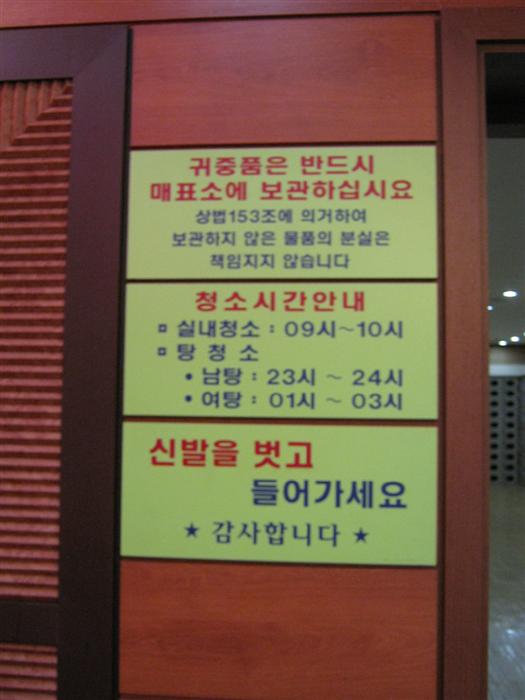 귀중품은 반드시
매표소에 보관하십시요
상법153조에 의거하여
보관하지 않은 물품의 분실은
책임지지 않습니다
청소시간안내
▫ 실내청소 : 09시~10시
▫ 탕 청 소
• 남탕 : 23시 ~ 24시
• 여탕 : 01시 ~ 03시
신발을 벗고
들어가세요
★ 감사합니다 ★